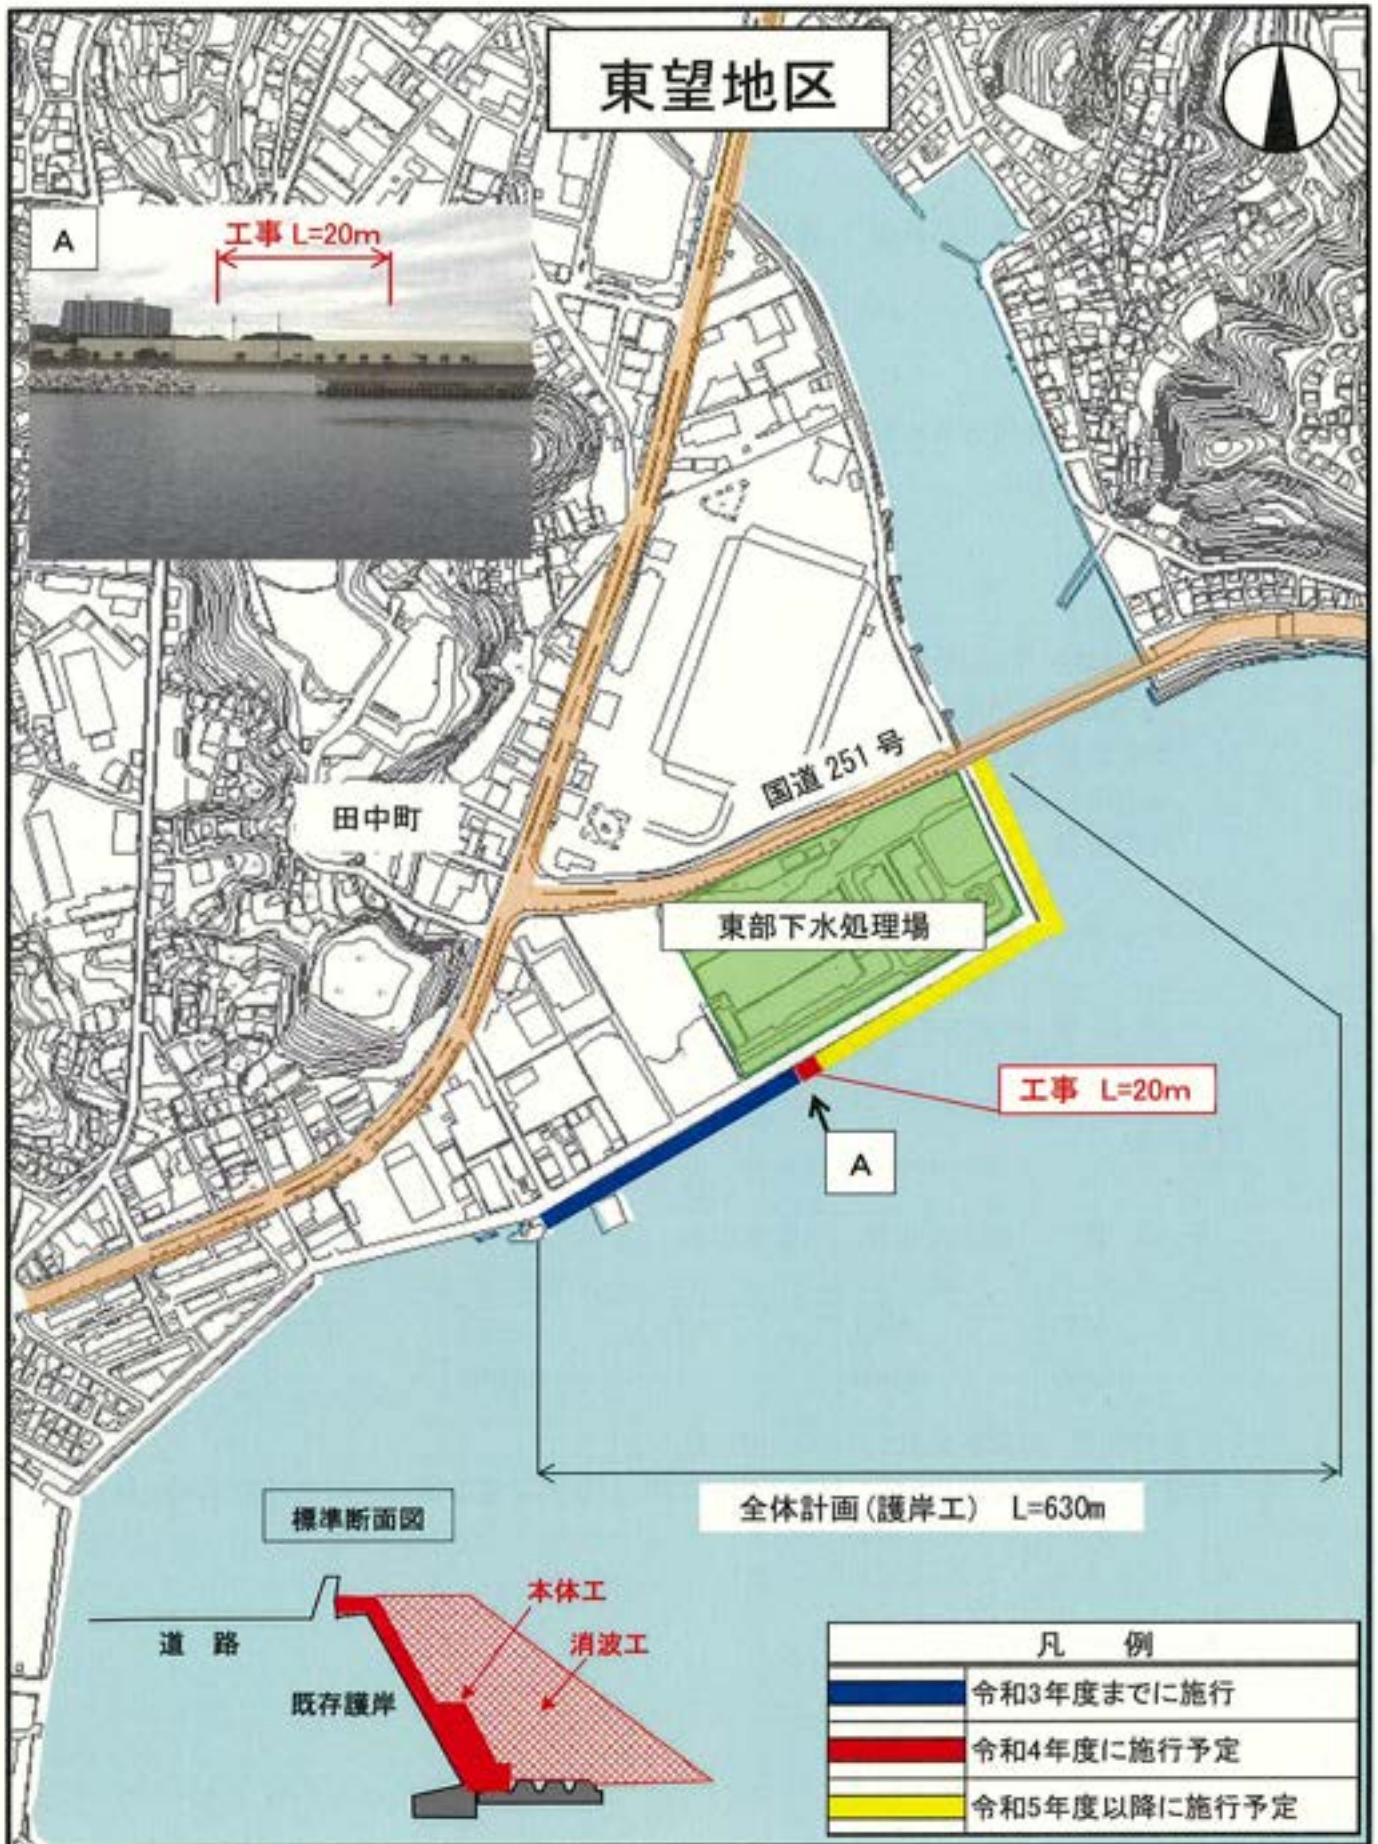 東望地区
A
工事 L=20m
国道 251 号
田中町
東部下水処理場
工事 L=20m
A
全体計画(護岸工) L=630m
標準断面図
本体工
消波工
道 路
既存護岸
凡 例
令和3年度までに施行
令和4年度に施行予定
令和5年度以降に施行予定